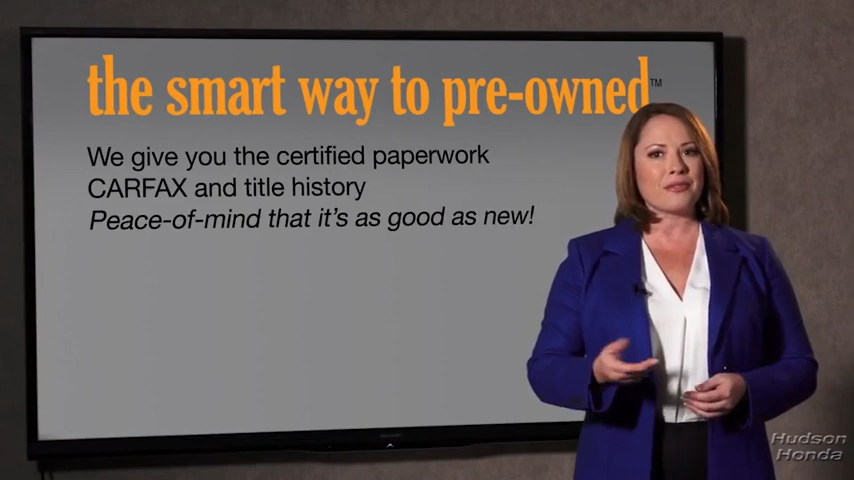 the smart way to pre-owned™
We give you the certified paperwork
CARFAX and title history
Peace-of-mind that it's as good as new!
Hudson
Honda